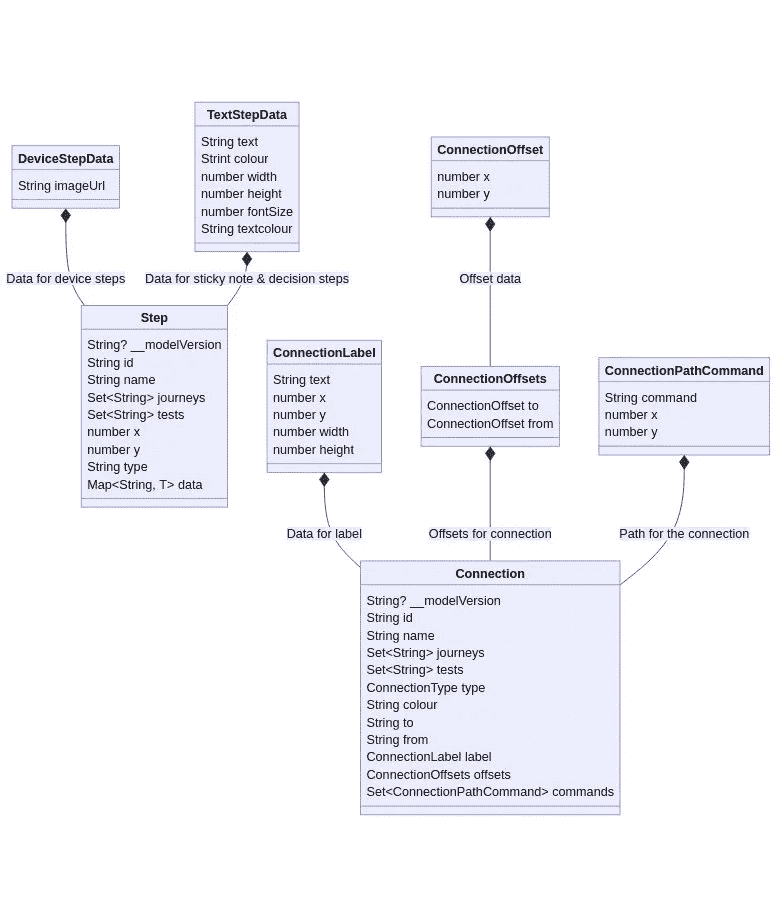 TextStepData
String text
Strint colour
number width
number height
number fontSize
String textcolour
DeviceStepData
String imageUrl
ConnectionOffset
number x
number y
Data for device steps
Data for sticky note & decision steps
Offset data
Step
String? __modelVersion
String id
String name
Set<String> journeys
Set<String> tests
number x
number y
String type
Map<String, T> data
ConnectionLabel
String text
number x
number y
number width
number height
ConnectionOffsets
ConnectionOffset to
ConnectionOffset from
ConnectionPathCommand
String command
number x
number y
Data for label
Offsets for connection
Path for the connection
Connection
String? __modelVersion
String id
String name
Set<String> journeys
Set<String> tests
ConnectionType type
String colour
String to
String from
ConnectionLabel label
ConnectionOffsets offsets
Set<ConnectionPathCommand> commands